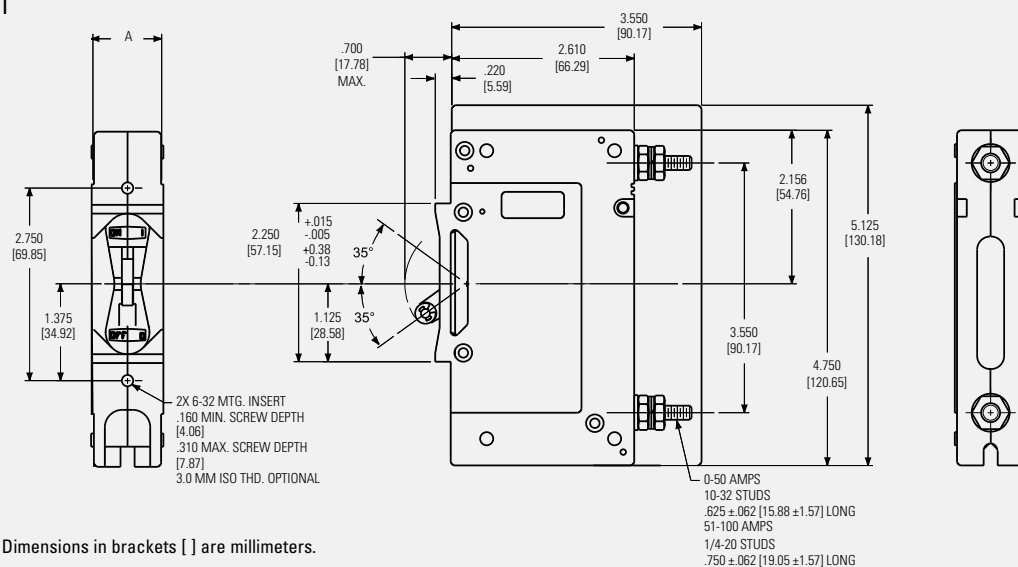 A
.700
[17.78]
MAX.
3.550
[90.17]
2.610
[66.29]
.220
[5.59]
2.750
[69.85]
1.375
[34.92]
2.250
[57.15]
+.015
-.005
+0.38
-0.13
35°
35°
1.125
[28.58]
2.156
[54.76]
5.125
[130.18]
3.550
[90.17]
4.750
[120.65]
2X 6-32 MTG. INSERT
.160 MIN. SCREW DEPTH
[4.06]
.310 MAX. SCREW DEPTH
[7.87]
3.0 MM ISO THD. OPTIONAL
0-50 AMPS
10-32 STUDS
.625 ±.062 [15.88 ±1.57] LONG
51-100 AMPS
1/4-20 STUDS
.750 ±.062 [19.05 ±1.57] LONG
Dimensions in brackets [ ] are millimeters.